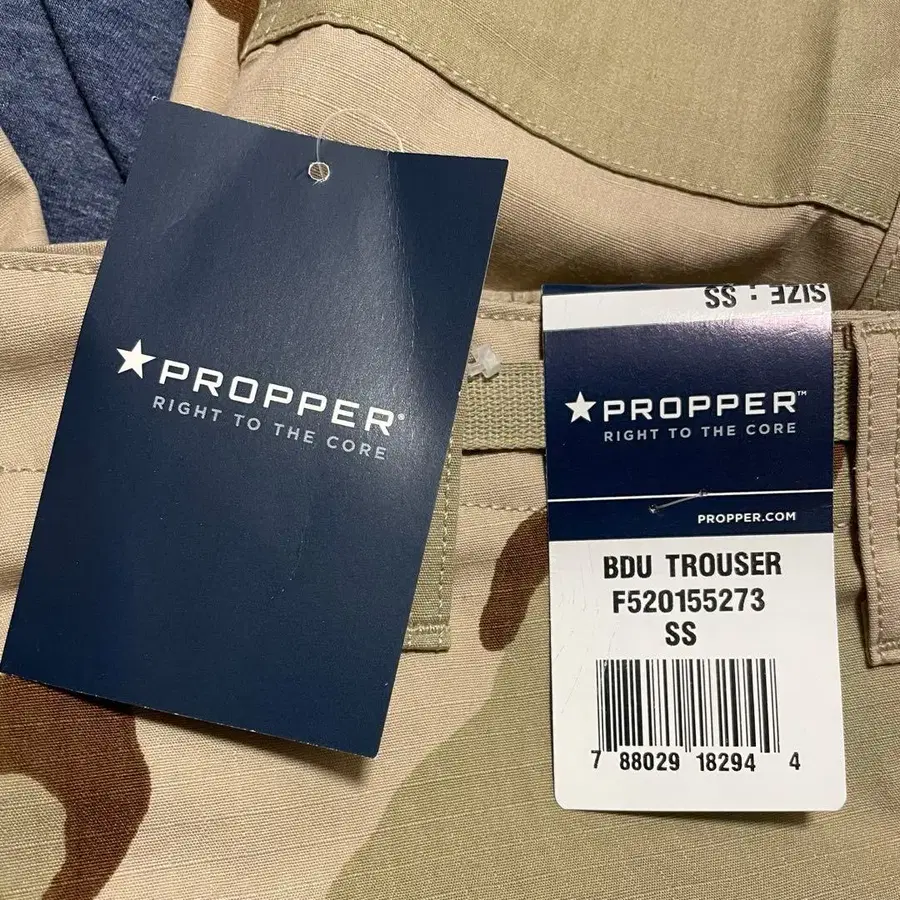 PROPPER®
RIGHT TO THE CORE
SIZE : SS
PROPPER™
RIGHT TO THE CORE
PROPPER.COM
BDU TROUSER
F520155273
SS
7 88029 18294 4